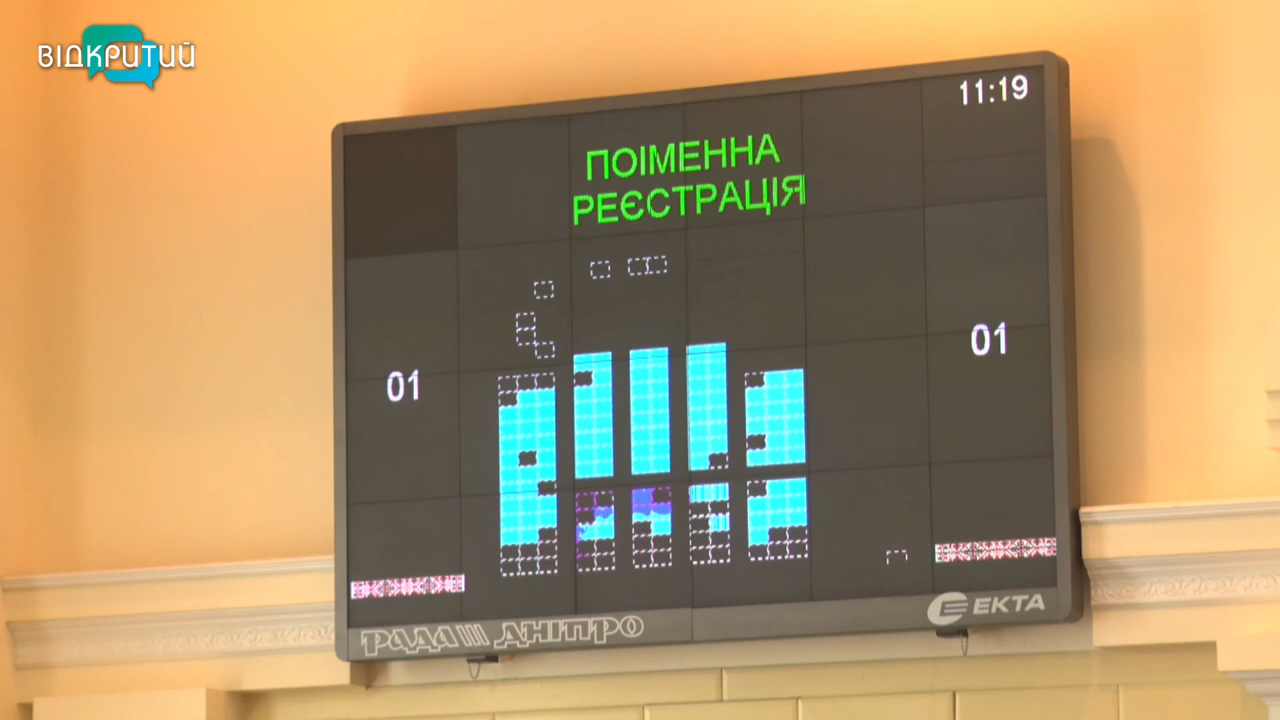 ВІДКРИТИЙ
11:19
ПОІМЕННА
РЕЄСТРАЦІЯ
01
01
РАДА ДНІПРО
EKTA